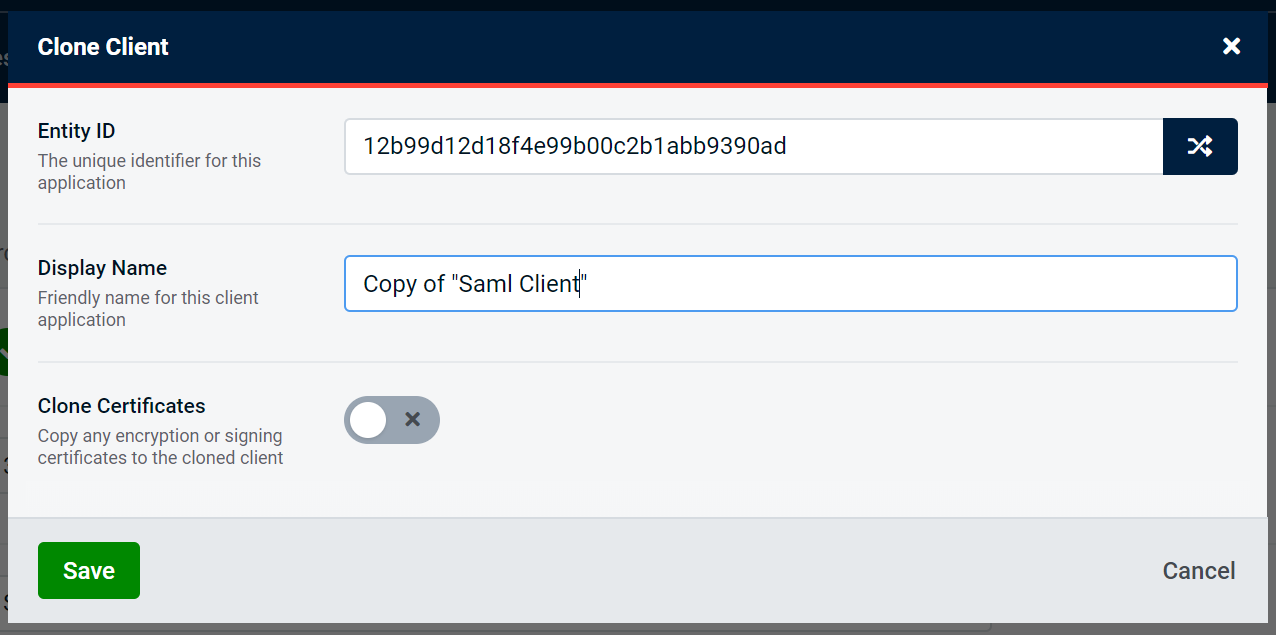 Clone Client
Entity ID
The unique identifier for this
application
12b99d12d18f4e99b00c2b1abb9390ad
Display Name
Friendly name for this client
application
Copy of "Saml Client"
Clone Certificates
Copy any encryption or signing
certificates to the cloned client
Save
Cancel